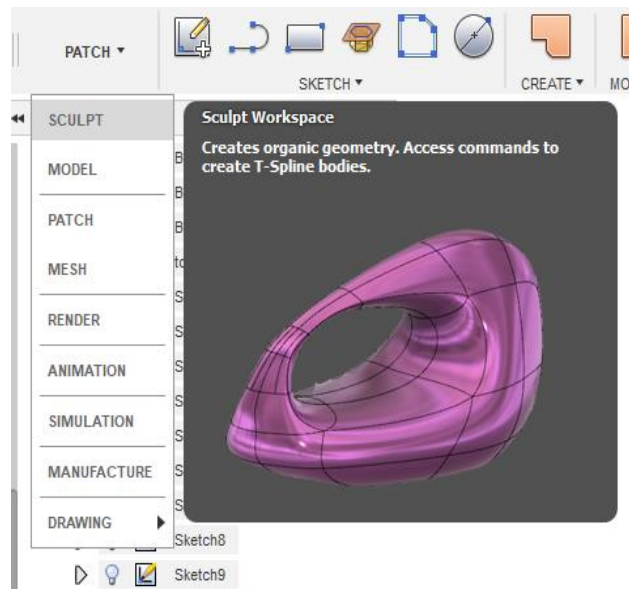 PATCH ▾
SKETCH ▾
CREATE ▾
MO
SCULPT
MODEL
PATCH
MESH
RENDER
ANIMATION
SIMULATION
MANUFACTURE
DRAWING
Sculpt Workspace
Creates organic geometry. Access commands to
create T-Spline bodies.
B
B
B
to
S
S
S
S
S
S
S
Sketch8
Sketch9